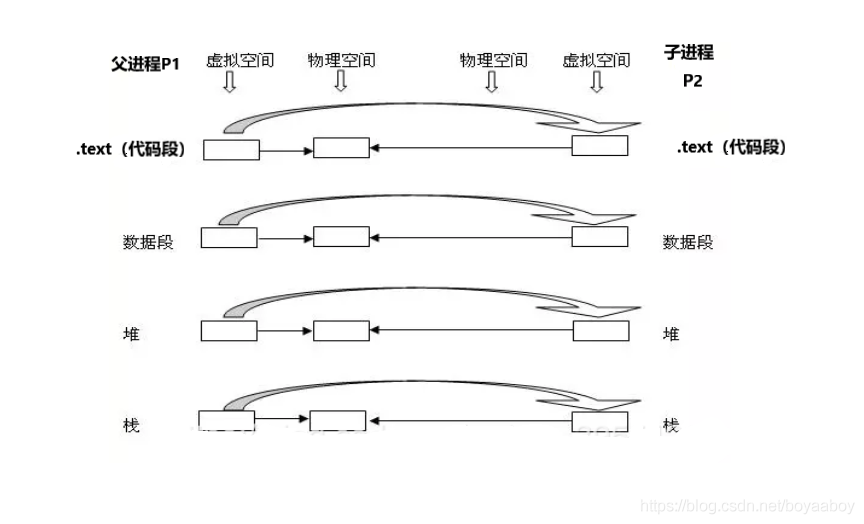 父进程P1 虚拟空间 物理空间 物理空间 虚拟空间 子进程
P2
.text（代码段） .text（代码段）
数据段 数据段
堆 堆
栈 栈
https://blog.csdn.net/boyaaboy